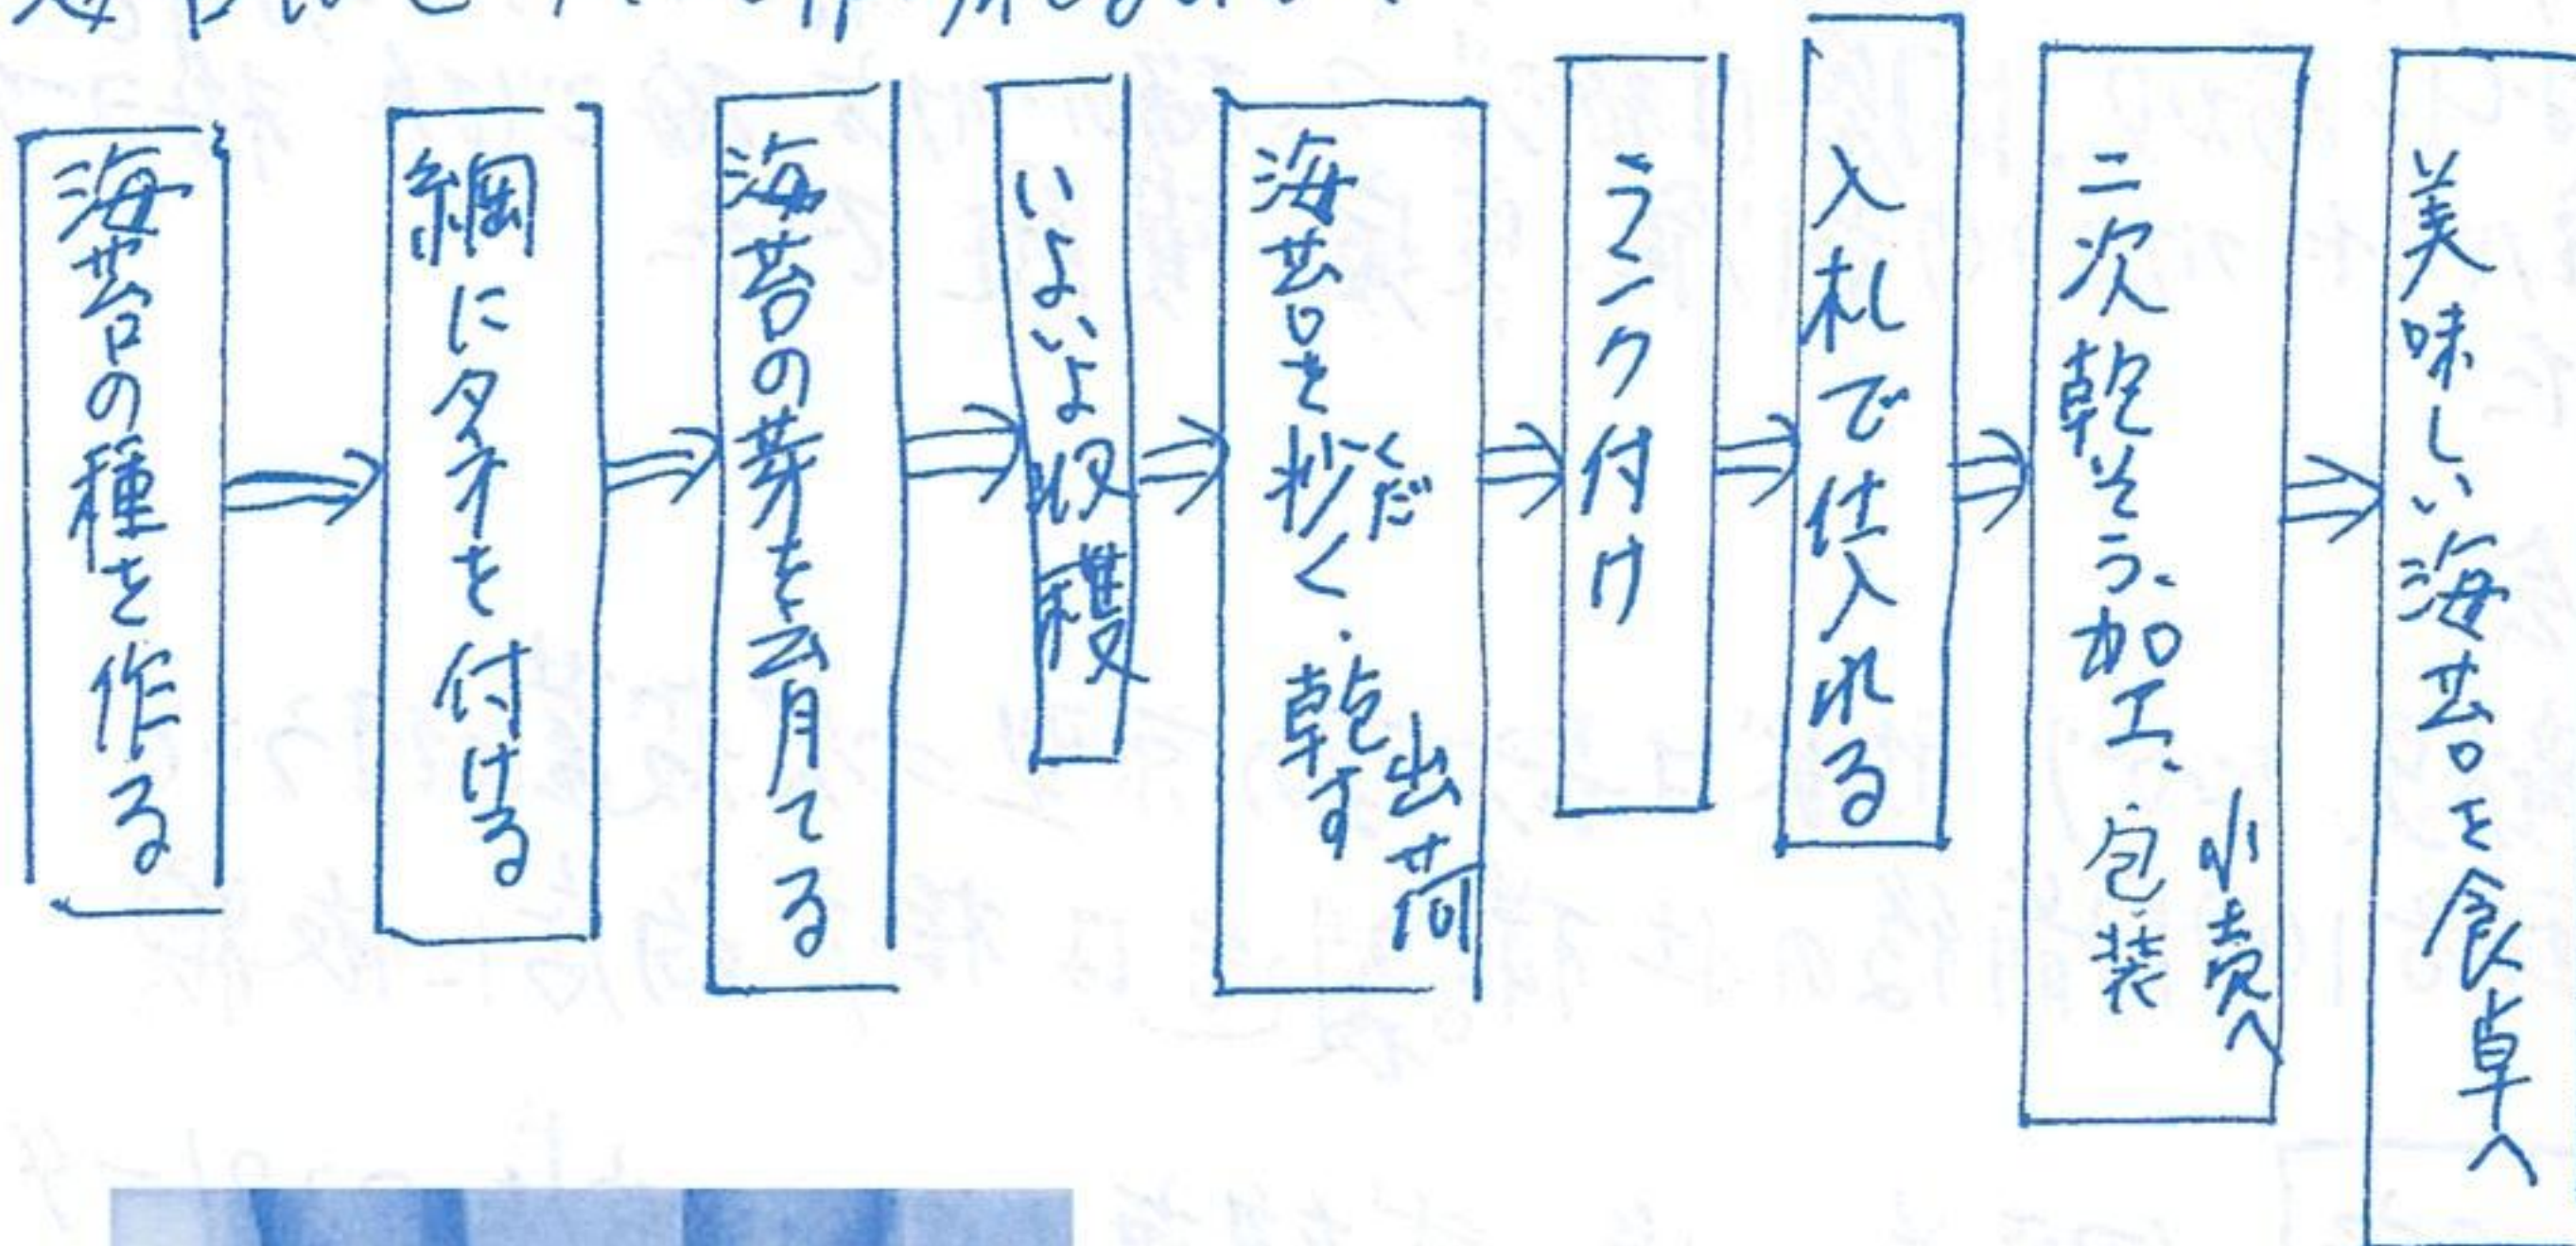 海苔の種を作る
綱にタネを付ける
海苔の芽を育てる
いよいよ収穫
海苔を抄く・乾す
くだ
出荷
ランク付け
入札で仕入れる
二次乾そう、加工、包装
小売へ
美味しい海苔を食卓へ